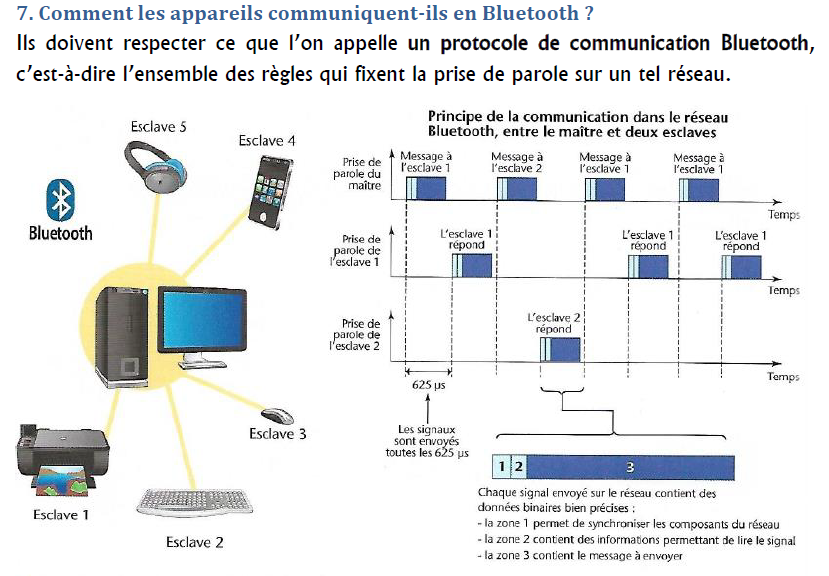 7. Comment les appareils communiquent-ils en Bluetooth ?
Ils doivent respecter ce que l'on appelle un protocole de communication Bluetooth,
c'est-à-dire l'ensemble des règles qui fixent la prise de parole sur un tel réseau.
Esclave 5
Esclave 4
Bluetooth
Esclave 3
Esclave 1
Esclave 2
Principe de la communication dans le réseau
Bluetooth, entre le maître et deux esclaves
Prise de
parole du
maître
Message à
l'esclave 1
Message à
l'esclave 2
Message à
l'esclave 1
Message à
l'esclave 1
Temps
Prise de
parole de
l'esclave 1
L'esclave 1
répond
L'esclave 1
répond
L'esclave 1
répond
Temps
Prise de
parole de
l'esclave 2
L'esclave 2
répond
Temps
625 µs
Les signaux
sont envoyés
toutes les 625 µs
1 2 3
Chaque signal envoyé sur le réseau contient des
données binaires bien précises :
- la zone 1 permet de synchroniser les composants du réseau
- la zone 2 contient des informations permettant de lire le signal
- la zone 3 contient le message à envoyer